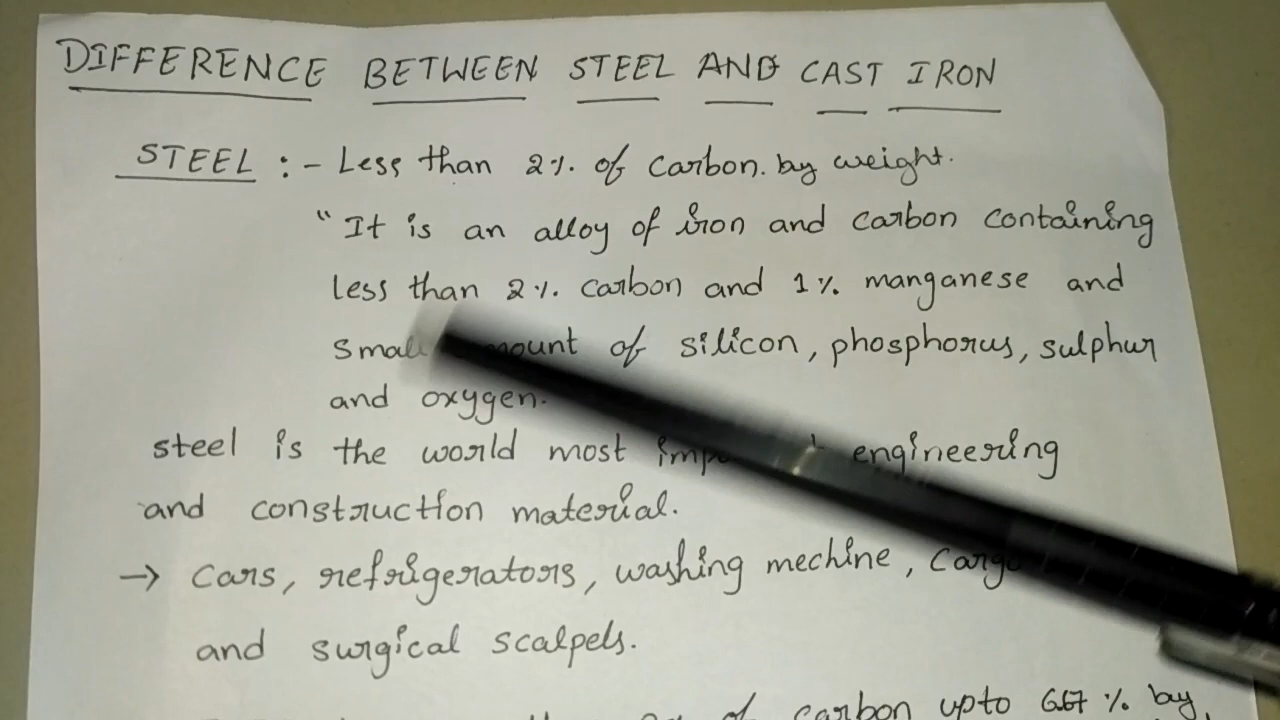 DIFFERENCE BETWEEN STEEL AND CAST IRON
STEEL :- Less than 2%. of carbon. by weight.
"It is an alloy of iron and carbon containing
less than 2%. carbon and 1% manganese and
small amount of silicon, phosphorus, sulphur
and oxygen.
steel is the world most engineering
and construction material.
→ Cars, refrigerators, washing mechine,
and surgical scalpels.
of carbon upto 6.67 % by